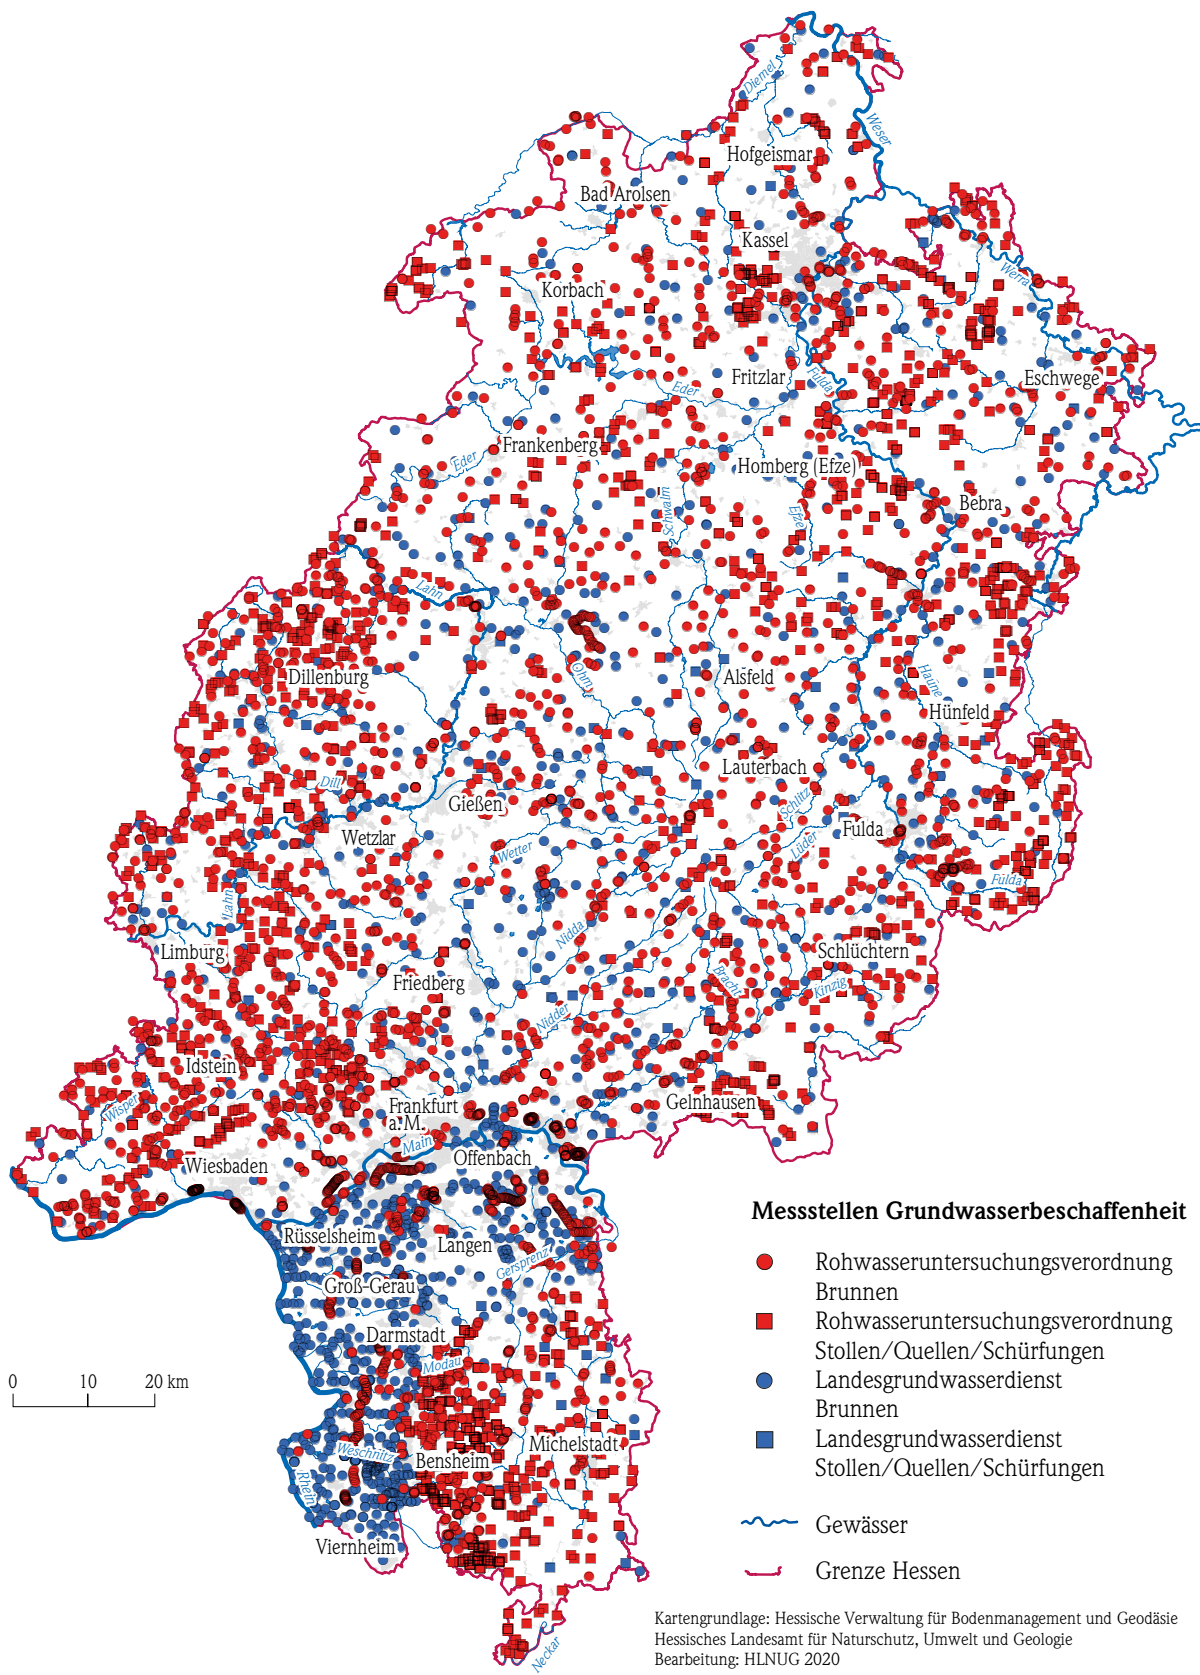 Diemel
Weser
Hofgeismar
Bad Arolsen
Kassel
Werra
Korbach
Fritzlar
Fulda
Eschwege
Eder
Frankenberg
Eder
Homberg (Efze)
Schwalm
Efze
Bebra
Lahn
Ohm
Dillenburg
Alsfeld
Haune
Hünfeld
Lauterbach
Dill
Gießen
Schlitz
Wetzlar
Fulda
Lüder
Wetter
Fulda
Lahn
Nidda
Limburg
Schlüchtern
Friedberg
Bracht
Kinzig
Nidder
Idstein
Wisper
Frankfurt
a.M.
Gelnhausen
Main
Wiesbaden
Offenbach
Rüsselsheim
Langen
Gersprenz
Groß-Gerau
Darmstadt
Modau
Michelstadt
Weschnitz
Bensheim
Rhein
Viernheim
Neckar
0 10 20 km
Messstellen Grundwasserbeschaffenheit
Rohwasseruntersuchungsverordnung
Brunnen
Rohwasseruntersuchungsverordnung
Stollen/Quellen/Schürfungen
Landesgrundwasserdienst
Brunnen
Landesgrundwasserdienst
Stollen/Quellen/Schürfungen
Gewässer
Grenze Hessen
Kartengrundlage: Hessische Verwaltung für Bodenmanagement und Geodäsie
Hessisches Landesamt für Naturschutz, Umwelt und Geologie
Bearbeitung: HLNUG 2020